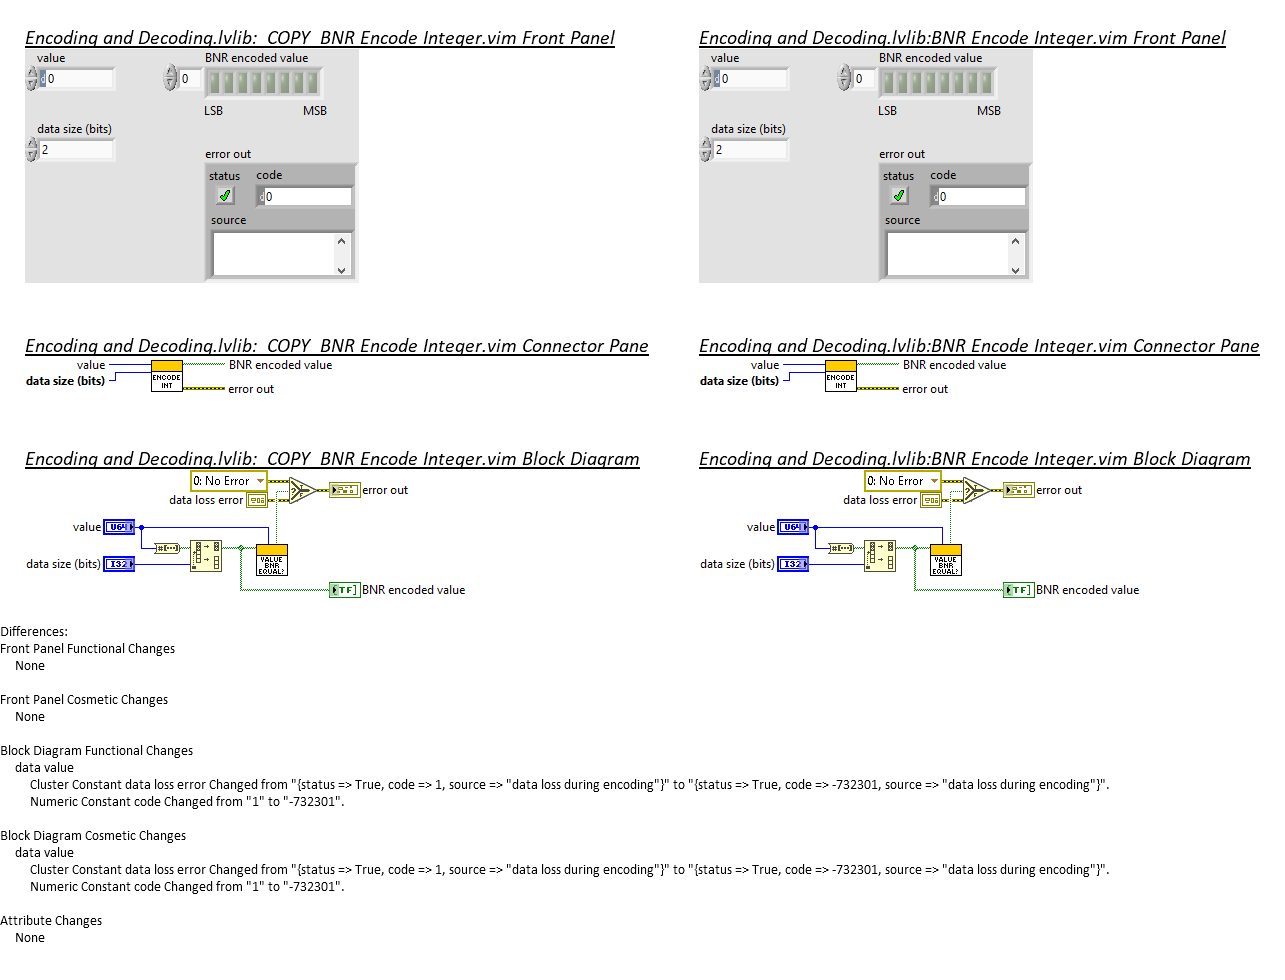 Encoding and Decoding.lvlib:_COPY_BNR Encode Integer.vim Front Panel
value
BNR encoded value
d 0
0
LSB MSB
data size (bits)
2
error out
status code
d 0
source
Encoding and Decoding.lvlib:BNR Encode Integer.vim Front Panel
value
BNR encoded value
d 0
0
LSB MSB
data size (bits)
2
error out
status code
d 0
source
Encoding and Decoding.lvlib:_COPY_BNR Encode Integer.vim Connector Pane
value
BNR encoded value
data size (bits)
ENCODE
INT
error out
Encoding and Decoding.lvlib:BNR Encode Integer.vim Connector Pane
value
BNR encoded value
data size (bits)
ENCODE
INT
error out
Encoding and Decoding.lvlib:_COPY_BNR Encode Integer.vim Block Diagram
0: No Error
T
?
F
error out
data loss error
value U64
#[...]
data size (bits) I32
VALUE
BNR
EQUAL?
TF BNR encoded value
Encoding and Decoding.lvlib:BNR Encode Integer.vim Block Diagram
0: No Error
T
?
F
error out
data loss error
value U64
#[...]
data size (bits) I32
VALUE
BNR
EQUAL?
TF BNR encoded value
Differences:
Front Panel Functional Changes
None
Front Panel Cosmetic Changes
None
Block Diagram Functional Changes
data value
Cluster Constant data loss error Changed from "{status => True, code => 1, source => "data loss during encoding"}" to "{status => True, code => -732301, source => "data loss during encoding"}".
Numeric Constant code Changed from "1" to "-732301".
Block Diagram Cosmetic Changes
data value
Cluster Constant data loss error Changed from "{status => True, code => 1, source => "data loss during encoding"}" to "{status => True, code => -732301, source => "data loss during encoding"}".
Numeric Constant code Changed from "1" to "-732301".
Attribute Changes
None